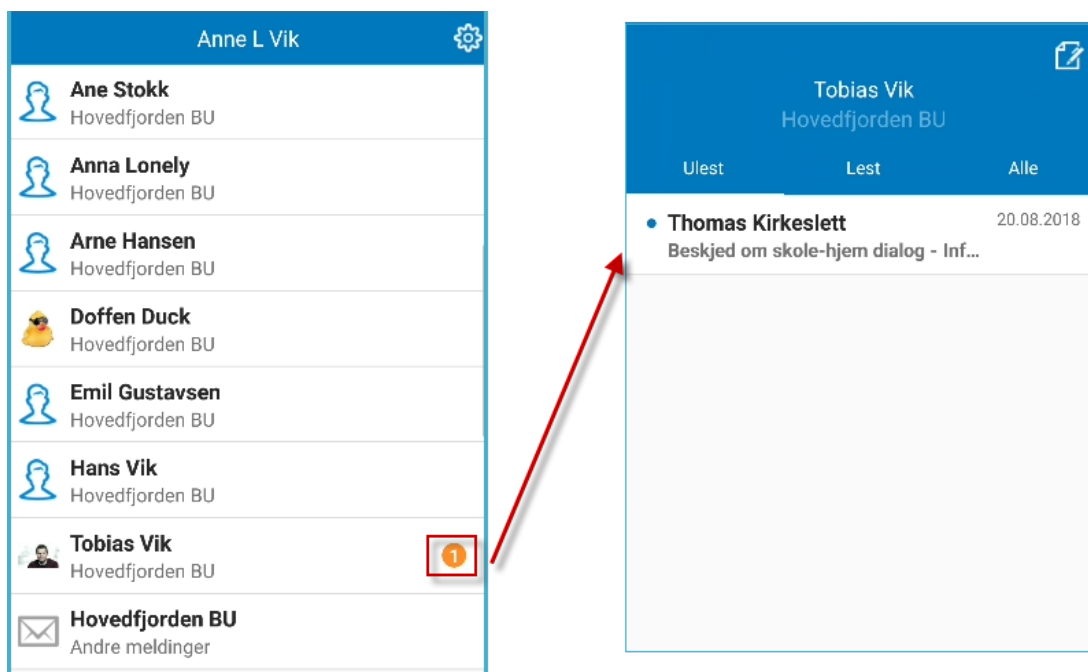 Anne L Vik
Ane Stokk
Hovedfjorden BU
Anna Lonely
Hovedfjorden BU
Arne Hansen
Hovedfjorden BU
Doffen Duck
Hovedfjorden BU
Emil Gustavsen
Hovedfjorden BU
Hans Vik
Hovedfjorden BU
Tobias Vik
1
Hovedfjorden BU
Hovedfjorden BU
Andre meldinger
Tobias Vik
Hovedfjorden BU
Ulest Lest Alle
Thomas Kirkeslett 20.08.2018
Beskjed om skole-hjem dialog - Inf...